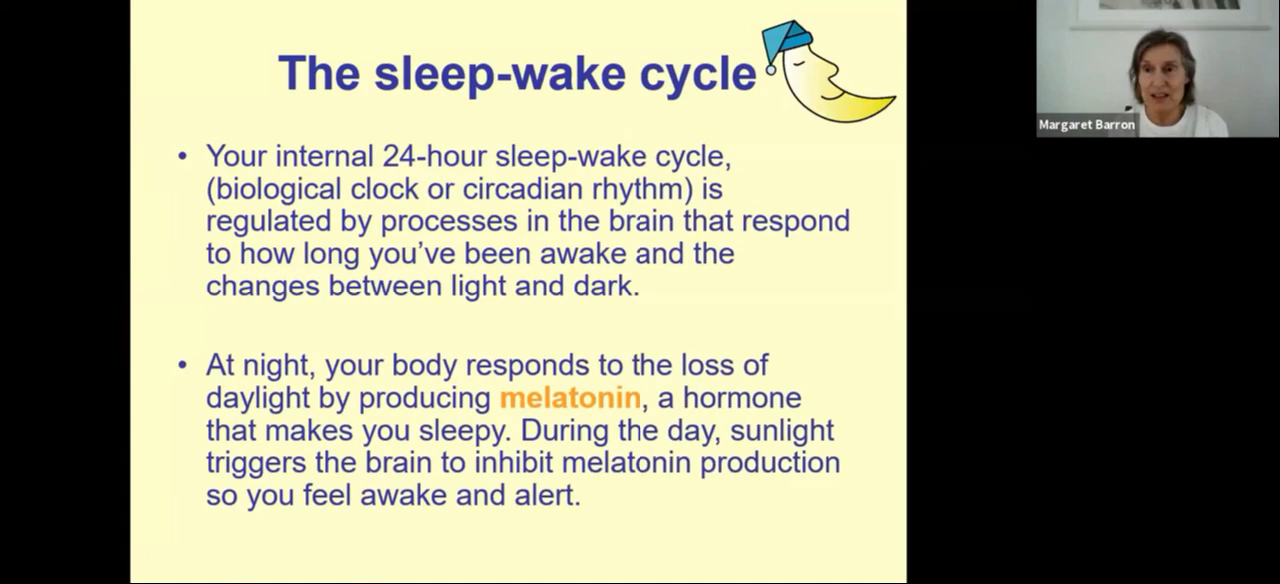 The sleep-wake cycle
• Your internal 24-hour sleep-wake cycle,
(biological clock or circadian rhythm) is
regulated by processes in the brain that respond
to how long you’ve been awake and the
changes between light and dark.
• At night, your body responds to the loss of
daylight by producing melatonin, a hormone
that makes you sleepy. During the day, sunlight
triggers the brain to inhibit melatonin production
so you feel awake and alert.
Margaret Barron